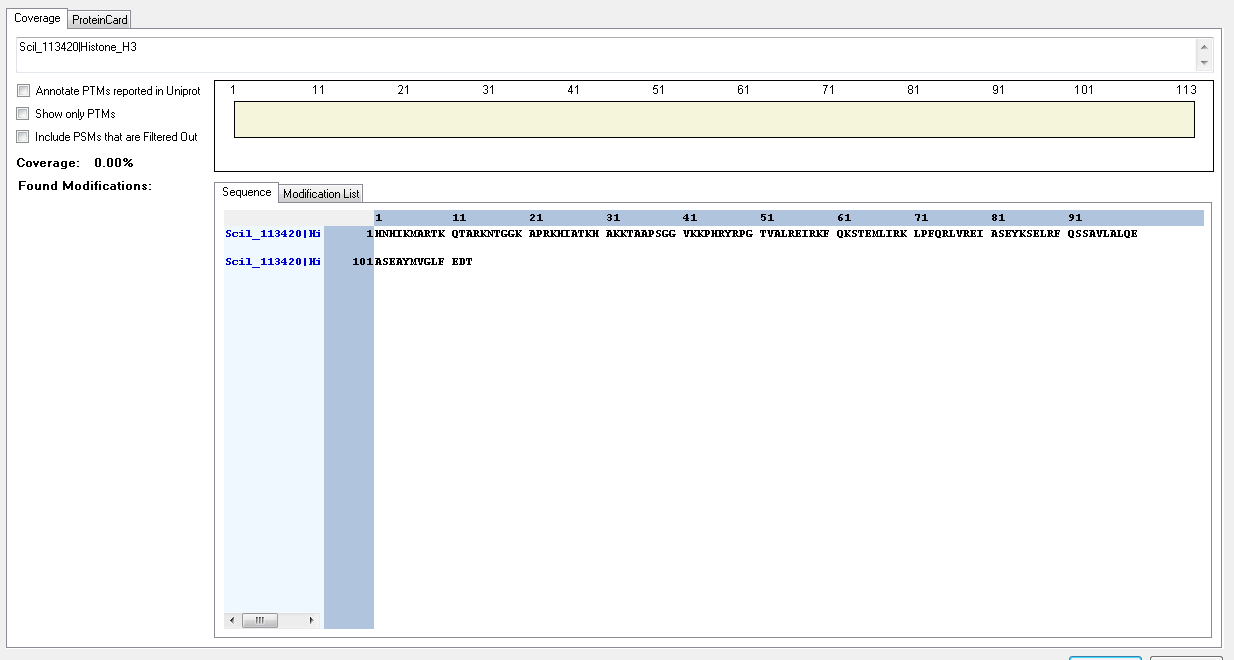 Coverage ProteinCard
Scil_113420|Histone_H3
Annotate PTMs reported in Uniprot
Show only PTMs
Include PSMs that are Filtered Out
Coverage: 0.00%
Found Modifications:
1 11 21 31 41 51 61 71 81 91 101 113
Sequence Modification List
1 11 21 31 41 51 61 71 81 91
Scil_113420|Hi 1 HNHIKMARTK QTARKNTGGK APRKHIATKH AKKTAAPSGG VKKPHRYRPG TVALREIRKF QKSTEMLIRK LPFQRLVREI ASEYKSELRF QSSAVLALQE
Scil_113420|Hi 101 ASEAYMVGLF EDT